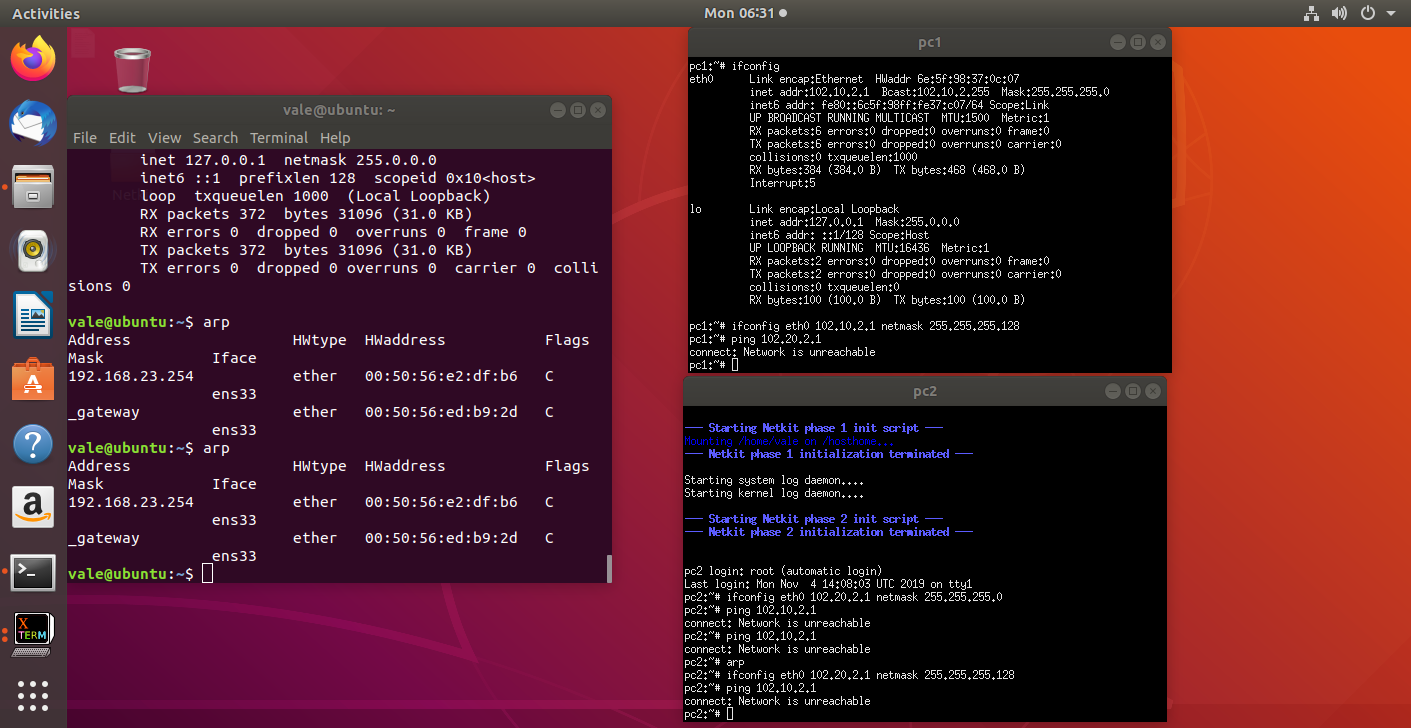 Activities
Mon 06:31
vale@ubuntu: ~
File Edit View Search Terminal Help
inet 127.0.0.1 netmask 255.0.0.0
inet6 ::1 prefixlen 128 scopeid 0x10<host>
loop txqueuelen 1000 (Local Loopback)
RX packets 372 bytes 31096 (31.0 KB)
RX errors 0 dropped 0 overruns 0 frame 0
TX packets 372 bytes 31096 (31.0 KB)
TX errors 0 dropped 0 overruns 0 carrier 0 colli
sions 0
vale@ubuntu:~$ arp
Address HWtype HWaddress Flags
Mask Iface
192.168.23.254 ether 00:50:56:e2:df:b6 C
ens33
_gateway ether 00:50:56:ed:b9:2d C
ens33
vale@ubuntu:~$ arp
Address HWtype HWaddress Flags
Mask Iface
192.168.23.254 ether 00:50:56:e2:df:b6 C
ens33
_gateway ether 00:50:56:ed:b9:2d C
ens33
vale@ubuntu:~$
pc1
pc1:~# ifconfig
eth0 Link encap:Ethernet HWaddr 6e:5f:98:37:0c:07
inet addr:102.10.2.1 Bcast:102.10.2.255 Mask:255.255.255.0
inet6 addr: fe80::6c5f:98ff:fe37:c07/64 Scope:Link
UP BROADCAST RUNNING MULTICAST MTU:1500 Metric:1
RX packets:6 errors:0 dropped:0 overruns:0 frame:0
TX packets:6 errors:0 dropped:0 overruns:0 carrier:0
collisions:0 txqueuelen:1000
RX bytes:384 (384.0 B) TX bytes:468 (468.0 B)
Interrupt:5
lo Link encap:Local Loopback
inet addr:127.0.0.1 Mask:255.0.0.0
inet6 addr: ::1/128 Scope:Host
UP LOOPBACK RUNNING MTU:16436 Metric:1
RX packets:2 errors:0 dropped:0 overruns:0 frame:0
TX packets:2 errors:0 dropped:0 overruns:0 carrier:0
collisions:0 txqueuelen:0
RX bytes:100 (100.0 B) TX bytes:100 (100.0 B)
pc1:~# ifconfig eth0 102.10.2.1 netmask 255.255.255.128
pc1:~# ping 102.20.2.1
connect: Network is unreachable
pc1:~#
pc2
--- Starting Netkit phase 1 init script ---
Mounting /home/vale on /hosthome...
--- Netkit phase 1 initialization terminated ---
Starting system log daemon....
Starting kernel log daemon....
--- Starting Netkit phase 2 init script ---
--- Netkit phase 2 initialization terminated ---
pc2 login: root (automatic login)
Last login: Mon Nov 4 14:08:03 UTC 2019 on tty1
pc2:~# ifconfig eth0 102.20.2.1 netmask 255.255.255.0
pc2:~# ping 102.10.2.1
connect: Network is unreachable
pc2:~# ping 102.10.2.1
connect: Network is unreachable
pc2:~# arp
pc2:~# ifconfig eth0 102.20.2.1 netmask 255.255.255.128
pc2:~# ping 102.10.2.1
connect: Network is unreachable
pc2:~#
A
?
a
>_
X
TERM